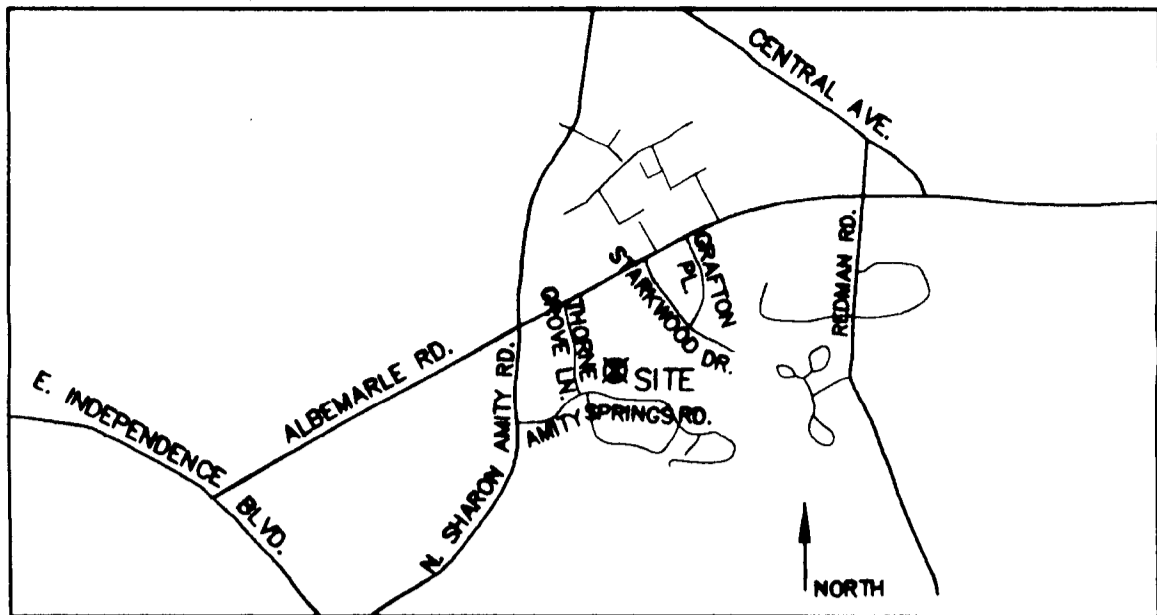 CENTRAL AVE.
GRAFTON PL.
STARKWOOD DR.
REDMAN RD.
THORNE GROVE LN.
SITE
AMITY SPRINGS RD.
ALBEMARLE RD.
N. SHARON AMITY RD.
E. INDEPENDENCE BLVD.
NORTH